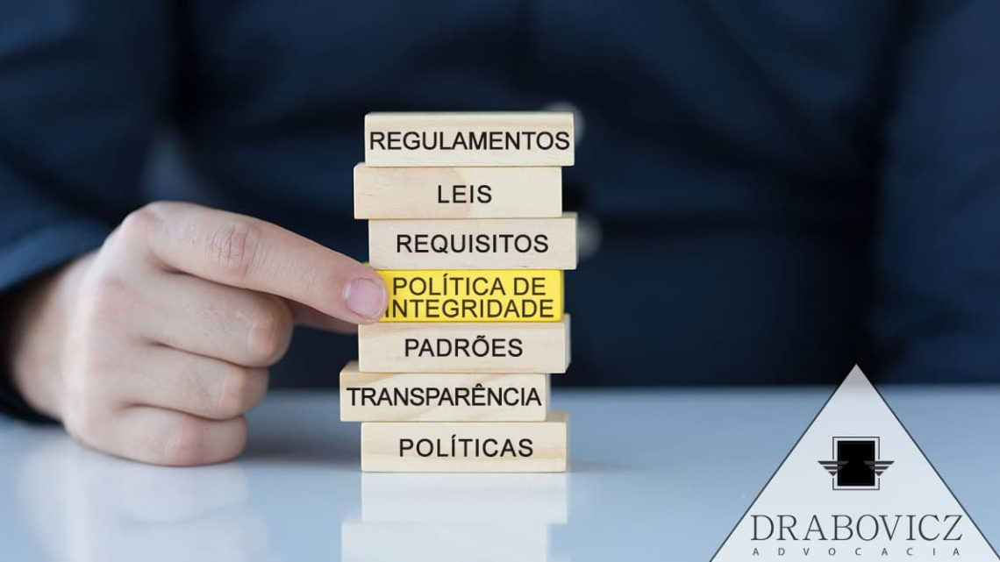 REGULAMENTOS
LEIS
REQUISITOS
POLÍTICA DE
INTEGRIDADE
PADRÕES
TRANSPARÊNCIA
POLÍTICAS
DRABOVICZ
ADVOCACIA